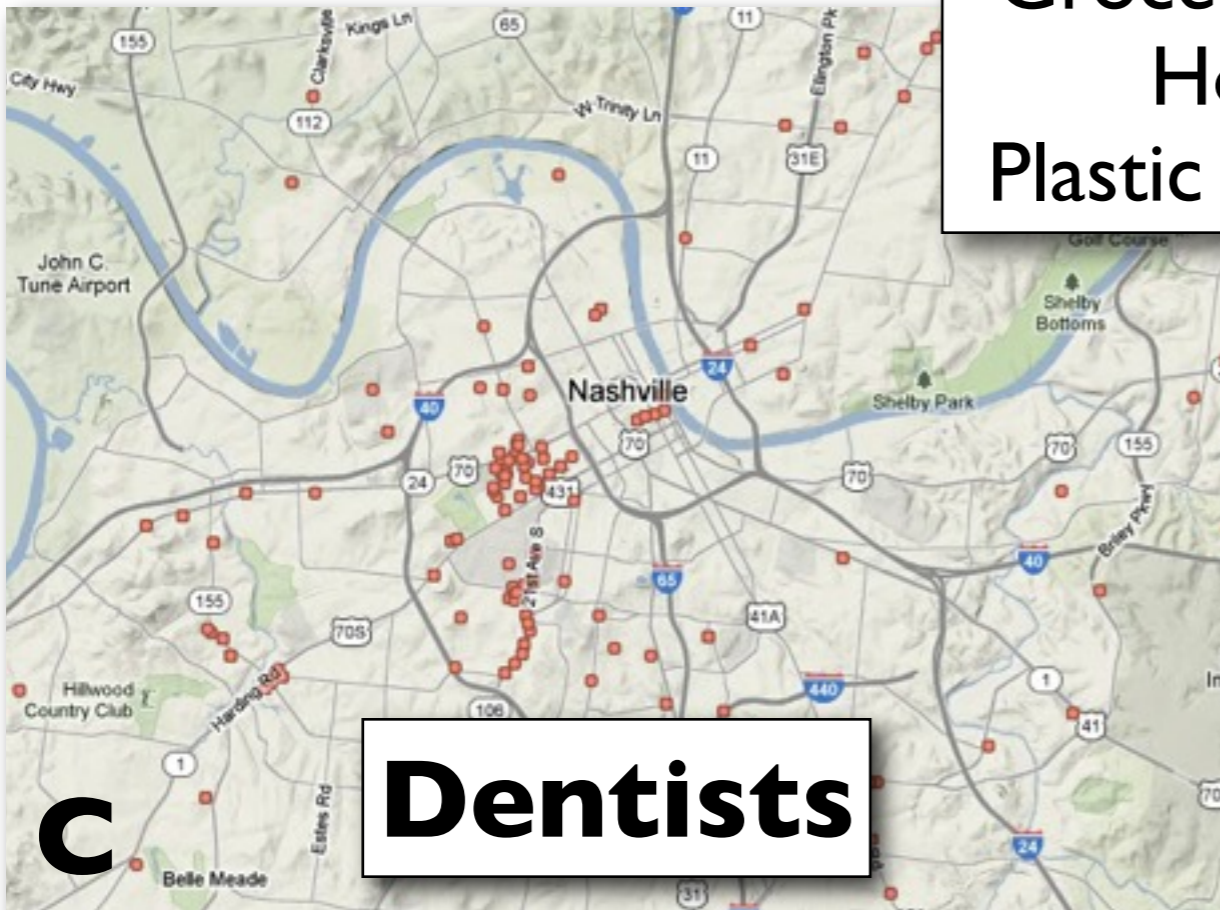 155
Kings Ln
65
11
Clarksville
Ellington Pk
City Hwy
112
W Trinity Ln
11
31E
Plastic
Golf Course
John C.
Tune Airport
Shelby
Bottoms
24
Nashville
40
Shelby Park
70
70
155
24
70
431
70
21st Ave S
Briley Pkwy
40
65
155
41A
70S
Hillwood
Country Club
Harding Rd
106
440
1
41
1
70
Estes Rd
Dentists
C
24
Belle Meade
31